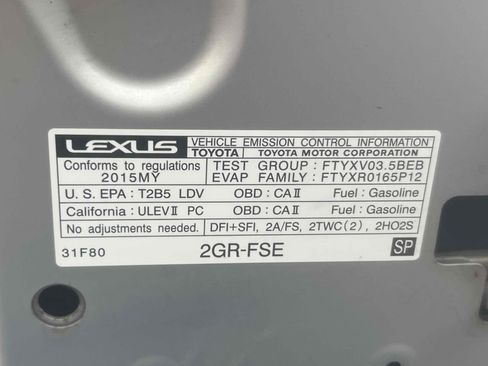 LEXUS VEHICLE EMISSION CONTROL INFORMATION
TOYOTA TOYOTA MOTOR CORPORATION
Conforms to regulations TEST GROUP : FTYXV03.5BEB
2015MY EVAP FAMILY : FTYXR0165P12
U.S. EPA : T2B5 LDV OBD : CAⅡ Fuel : Gasoline
California : ULEVⅡ PC OBD : CAⅡ Fuel : Gasoline
No adjustments needed. DFI+SFI, 2A/FS, 2TWC(2), 2HO2S
31F80 2GR-FSE SP